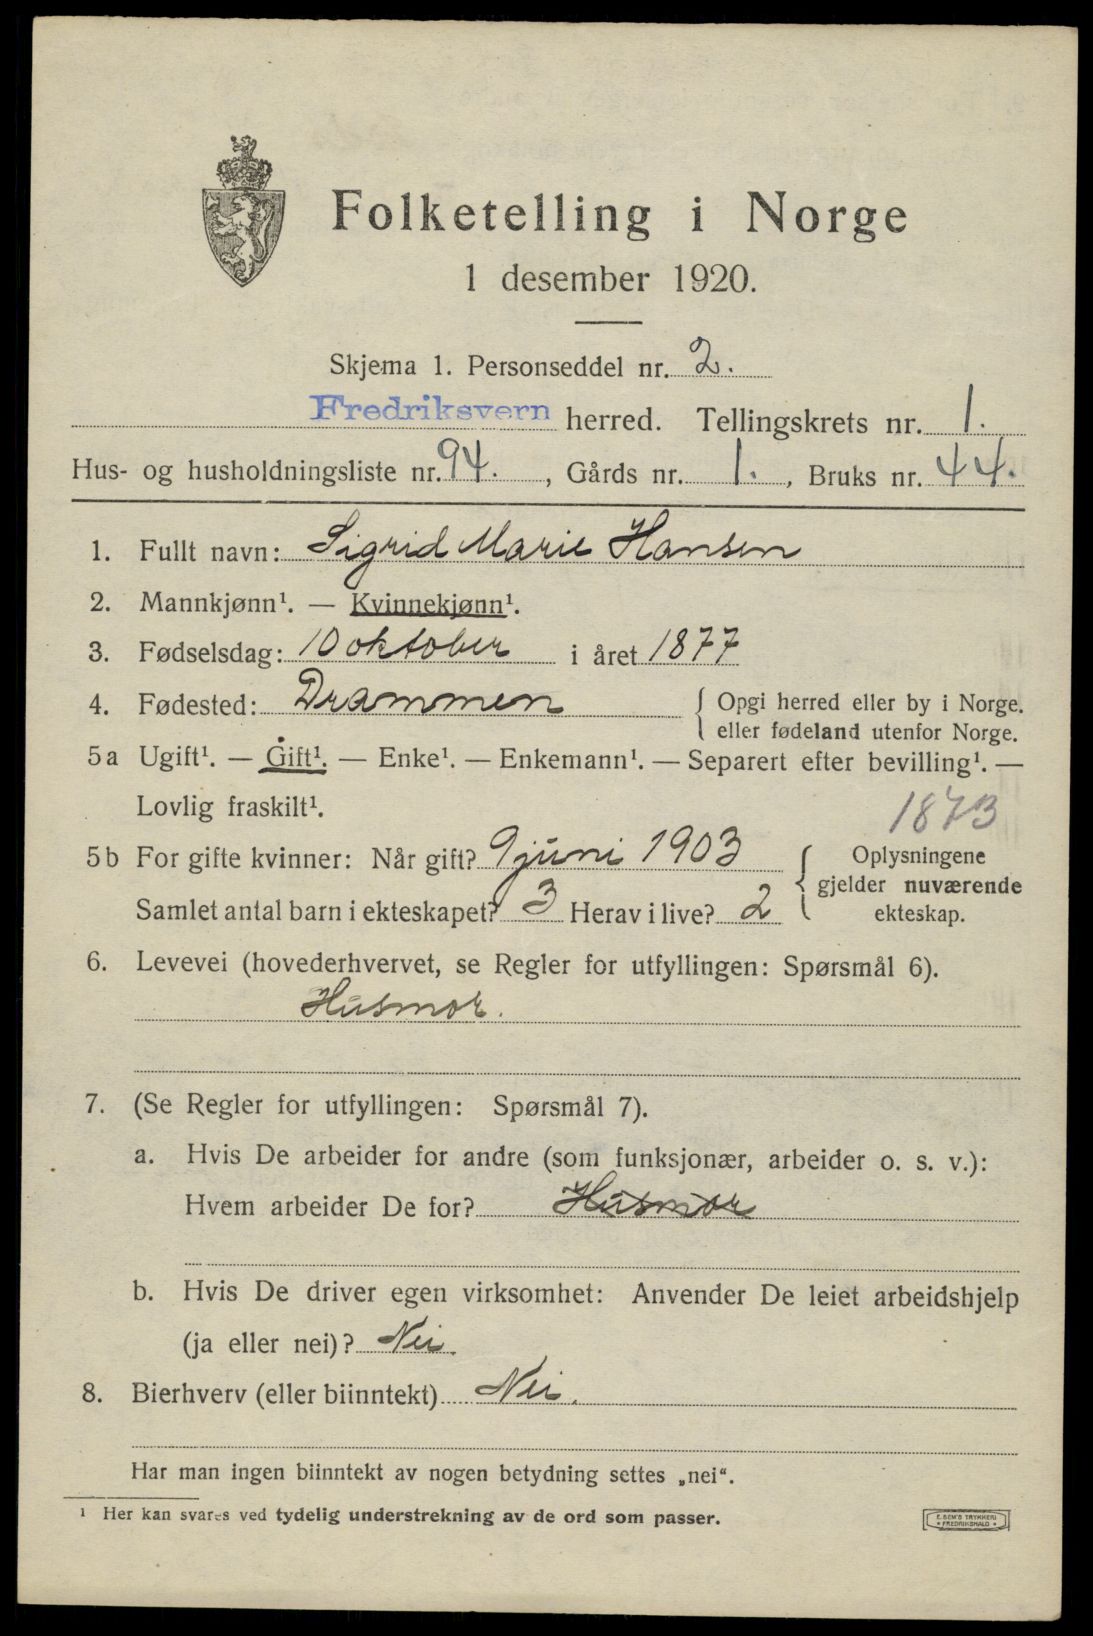 Folketelling i Norge
1 desember 1920.
Skjema 1. Personseddel nr. 2.
Fredriksvern herred. Tellingskrets nr. 1.
Hus- og husholdningsliste nr. 94., Gårds nr. 1., Bruks nr. 44.
1. Fullt navn: Sigrid Marie Hansen
2. Mannkjønn¹. — Kvinnekjønn¹.
3. Fødselsdag: 10 oktober i året 1877
4. Fødested: Drammen { Opgi herred eller by i Norge.
eller fødeland utenfor Norge.
5 a Ugift¹. — Gift¹. — Enke¹. — Enkemann¹. — Separert efter bevilling¹. —
Lovlig fraskilt¹.
1873
5 b For gifte kvinner: Når gift? 9 juni 1903 { Oplysningene
gjelder nuværende
Samlet antal barn i ekteskapet? 3 Herav i live? 2 ekteskap.
6. Levevei (hovederhvervet, se Regler for utfyllingen: Spørsmål 6).
Husmor.
7. (Se Regler for utfyllingen: Spørsmål 7).
a. Hvis De arbeider for andre (som funksjonær, arbeider o. s. v.):
Hvem arbeider De for? Husmor
b. Hvis De driver egen virksomhet: Anvender De leiet arbeidshjelp
(ja eller nei)? Nei.
8. Bierhverv (eller biinntekt) Nei.
Har man ingen biinntekt av nogen betydning settes „nei“.
¹ Her kan svares ved tydelig understrekning av de ord som passer.
E. SEM'S TRYKKERI
• FREDRIKSHALD •